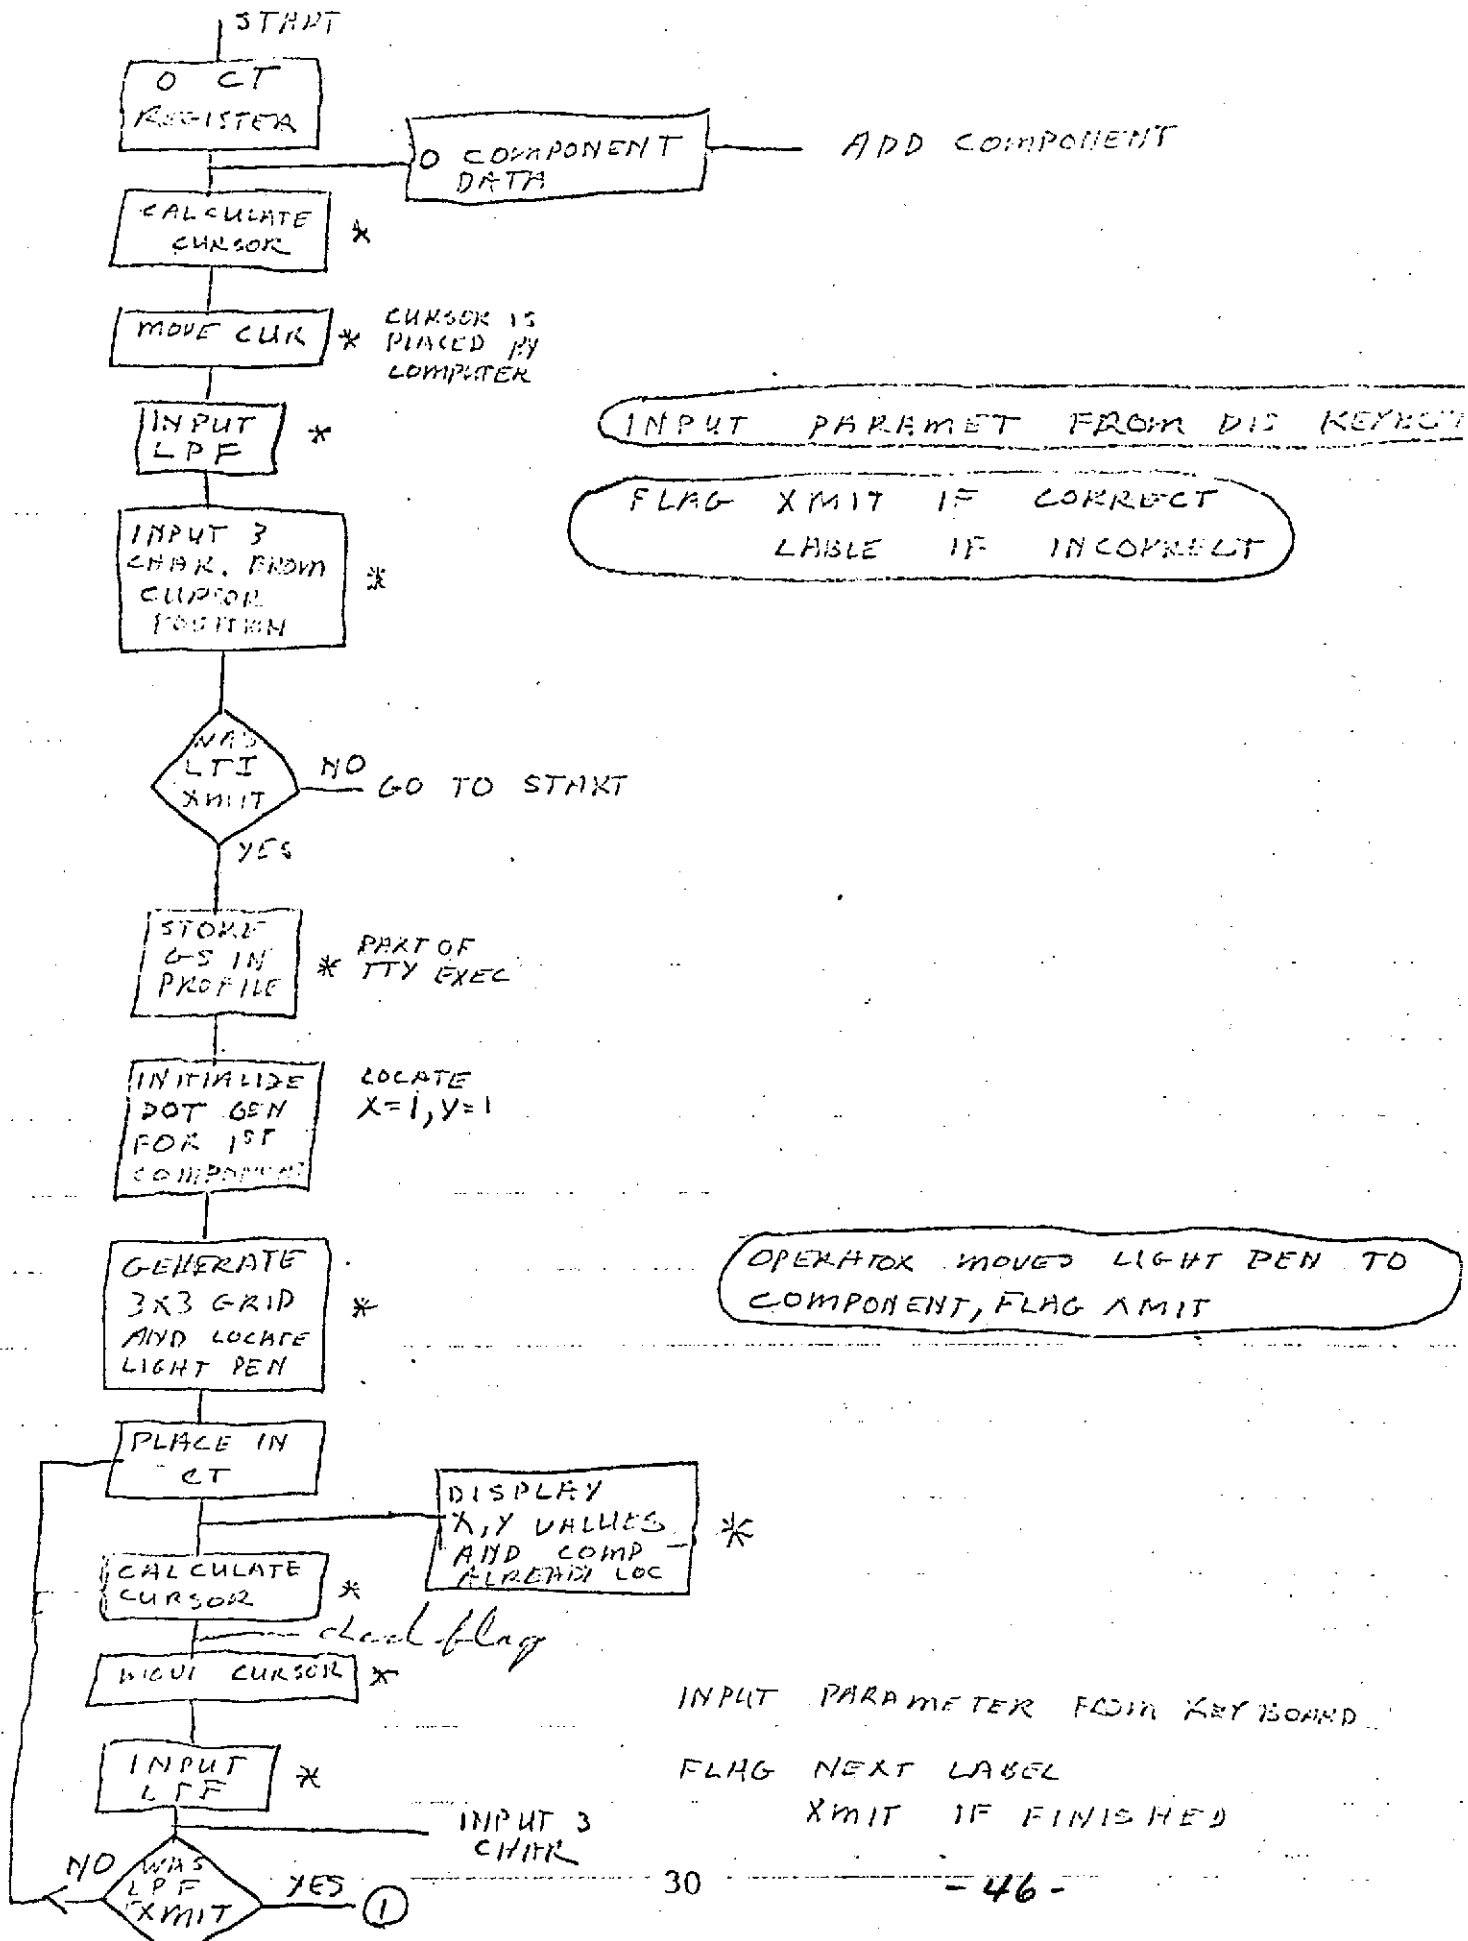 START
O CT
REGISTER
O COMPONENT
DATA
ADD COMPONENT
CALCULATE
CURSOR
*
MOVE CUR
*
CURSOR IS
PLACED BY
COMPUTER
INPUT
LPF
*
INPUT PARAMET FROM DIS
FLAG XMIT IF CORRECT
LABLE IF INCORRECT
INPUT 3
CHAR. FROM
CURSOR
POSITION
*
WAS
LTI
XMIT
NO
GO TO START
YES
STORE
GS IN
PROFILE
*
PART OF
TTY EXEC
INITIALIZE
DOT GEN
FOR 1ST
COMPONENT
LOCATE
X=1, Y=1
GENERATE
3X3 GRID
AND LOCATE
LIGHT PEN
*
OPERATOR MOVES LIGHT PEN TO
COMPONENT, FLAG XMIT
PLACE IN
CT
DISPLAY
X, Y VALUES
AND COMP
ALREADY LOC
*
CALCULATE
CURSOR
*
flag
CURSOR
*
INPUT PARAMETER FROM KEYBOARD
INPUT
LPF
*
FLAG NEXT LABEL
XMIT IF FINISHED
INPUT 3
CHAR
NO
WAS
LPF
XMIT
YES
1
30
- 46 -